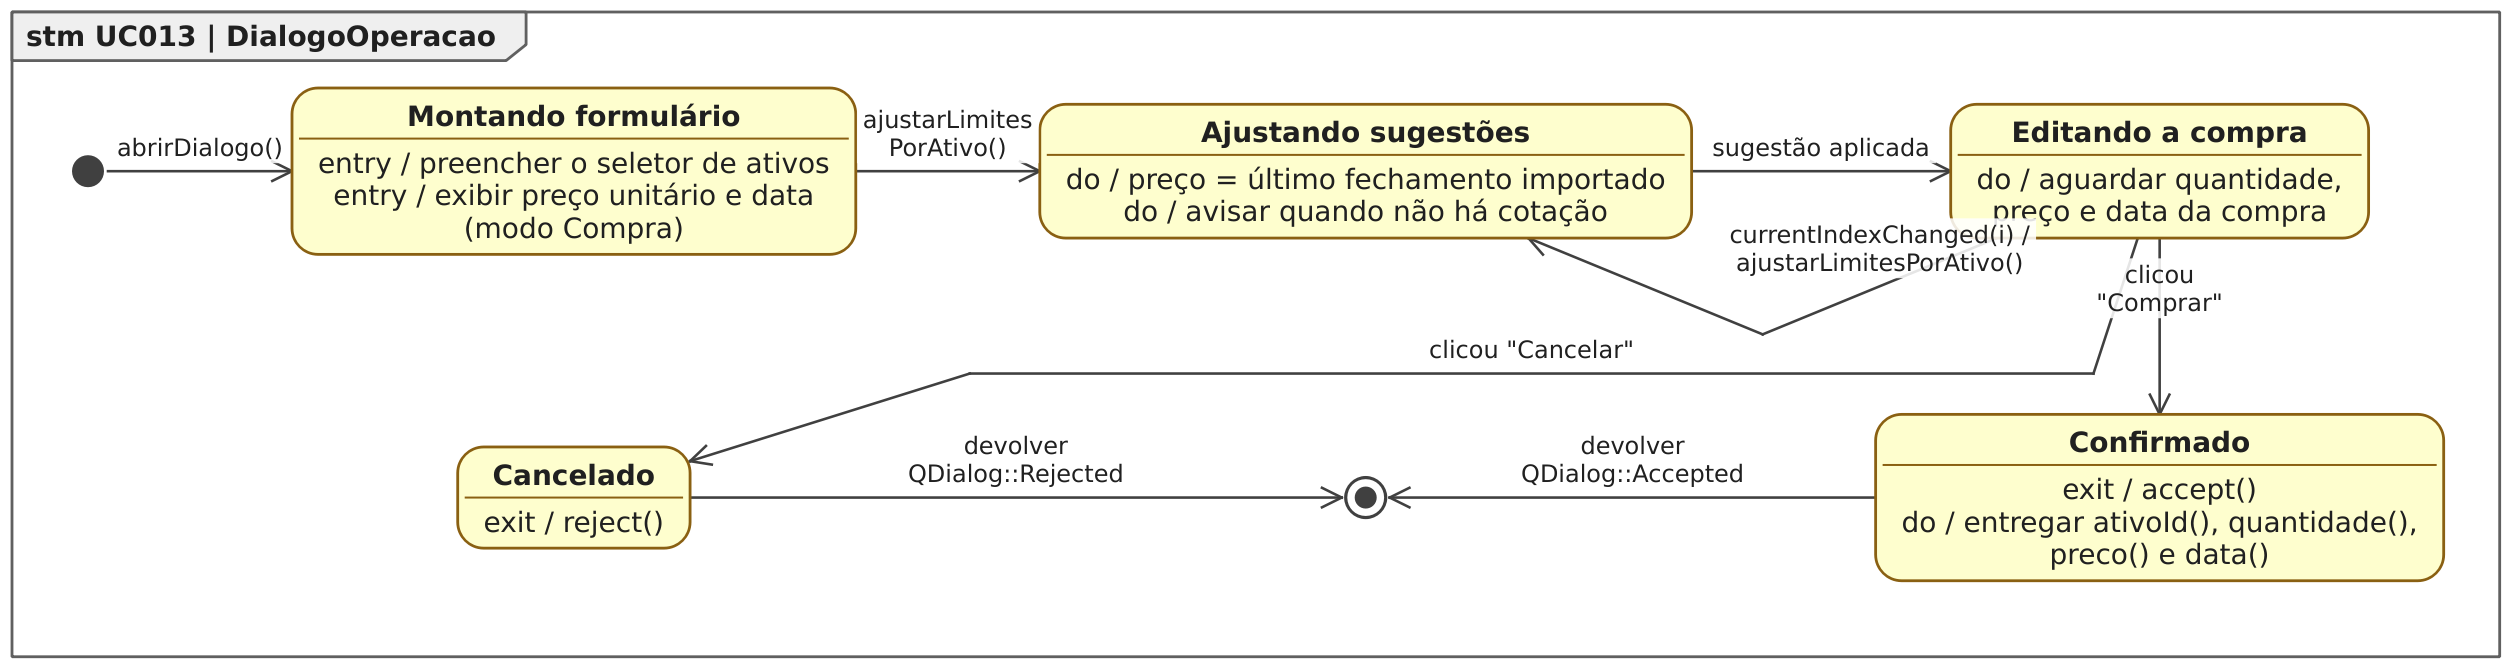 stm UC013 | DialogoOperacao
abrirDialogo()
Montando formulário
entry / preencher o seletor de ativos
entry / exibir preço unitário e data
(modo Compra)
ajustarLimites
PorAtivo()
Ajustando sugestões
do / preço = último fechamento importado
do / avisar quando não há cotação
sugestão aplicada
Editando a compra
do / aguardar quantidade,
preço e data da compra
currentIndexChanged(i) /
ajustarLimitesPorAtivo()
clicou
"Comprar"
clicou "Cancelar"
Cancelado
exit / reject()
devolver
QDialog::Rejected
devolver
QDialog::Accepted
Confirmado
exit / accept()
do / entregar ativoId(), quantidade(),
preco() e data()